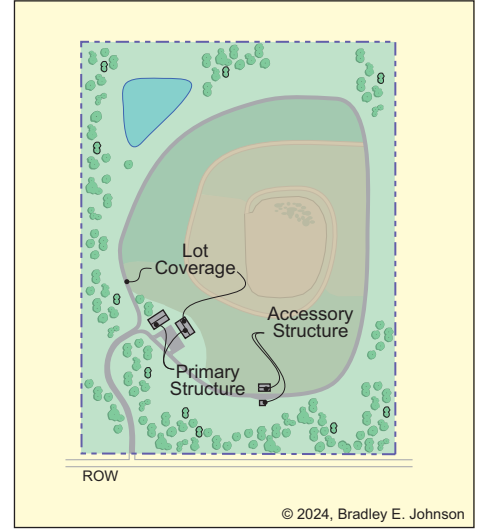 Lot
Coverage
Accessory
Structure
Primary
Structure
ROW
© 2024, Bradley E. Johnson